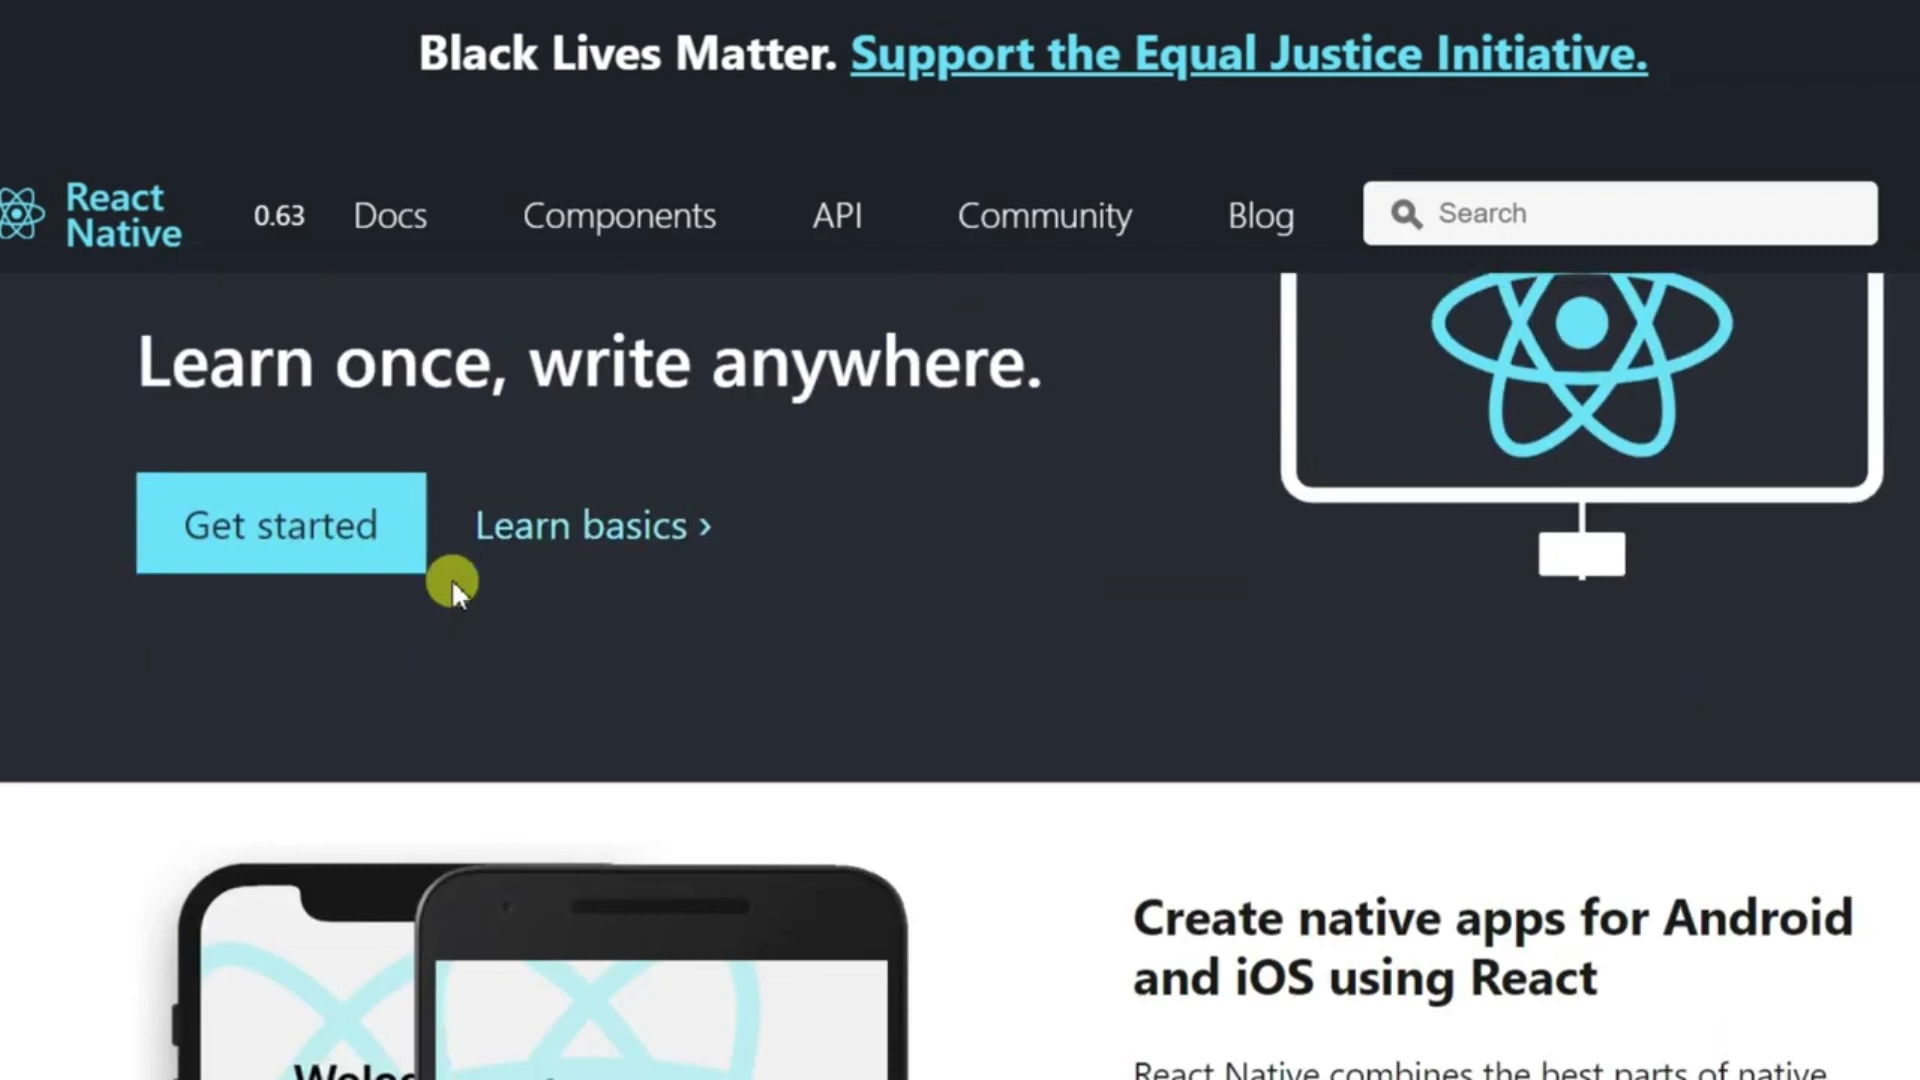 Black Lives Matter. Support the Equal Justice Initiative.
React
Native
0.63
Docs
Components
API
Community
Blog
Search
Learn once, write anywhere.
Get started
Learn basics ›
Create native apps for Android
and iOS using React
React Native combines the best parts of native